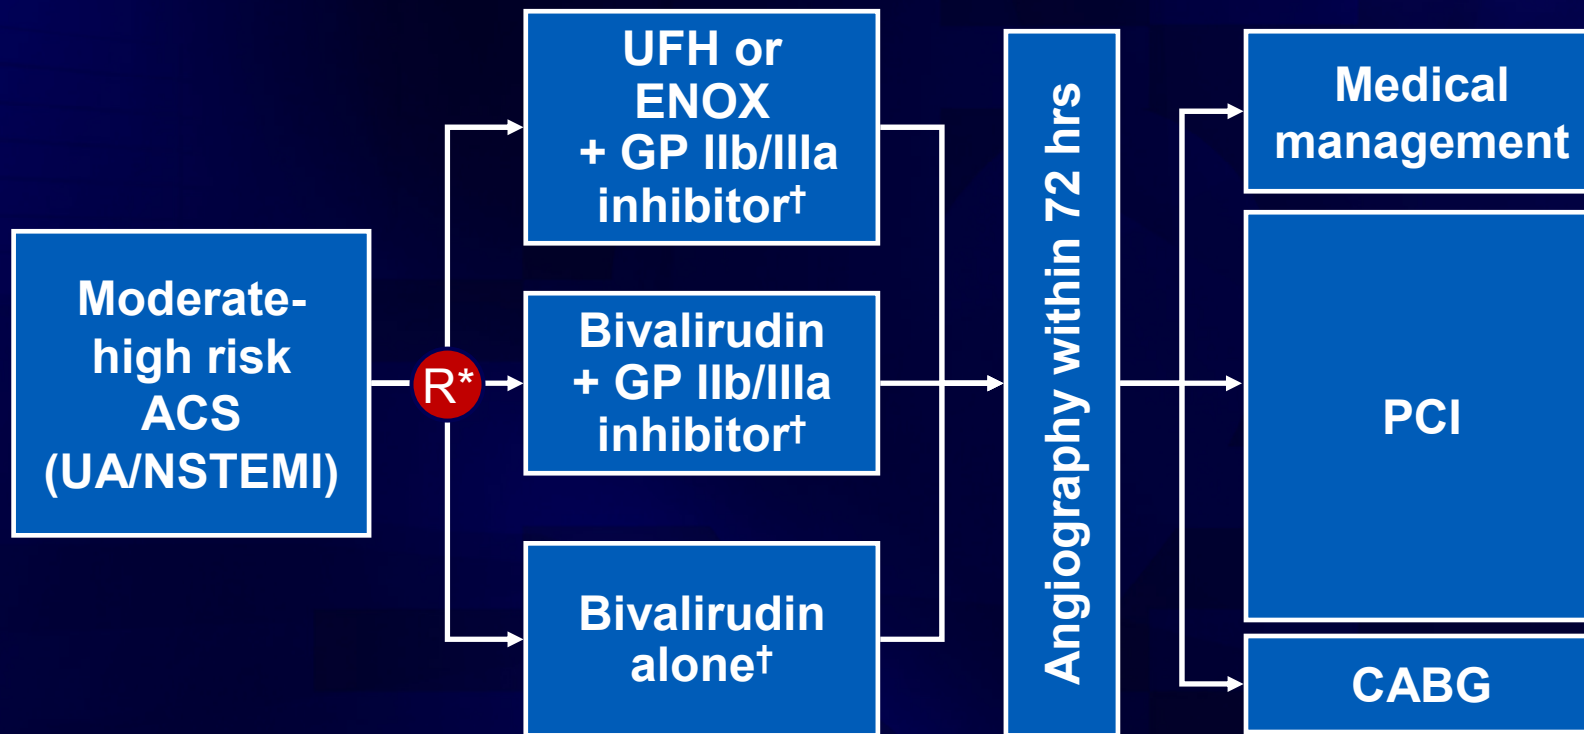 Moderate-
high risk
ACS
(UA/NSTEMI)
R*
UFH or
ENOX
+ GP IIb/IIIa
inhibitor†
Bivalirudin
+ GP IIb/IIIa
inhibitor†
Bivalirudin
alone†
Angiography within 72 hrs
Medical
management
PCI
CABG